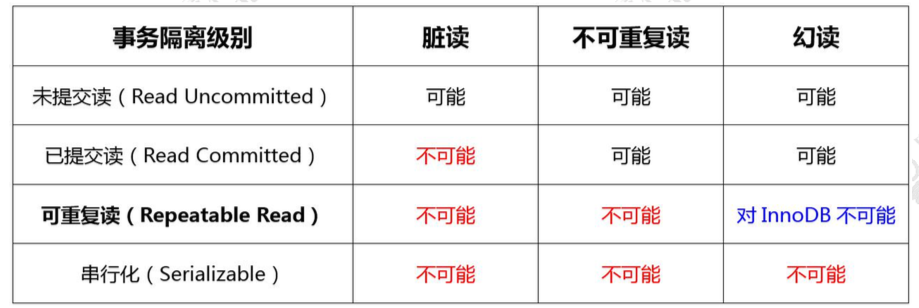 事务隔离级别 脏读 不可重复读 幻读
未提交读（Read Uncommitted） 可能 可能 可能
已提交读（Read Committed） 不可能 可能 可能
可重复读（Repeatable Read） 不可能 不可能 对 InnoDB 不可能
串行化（Serializable） 不可能 不可能 不可能